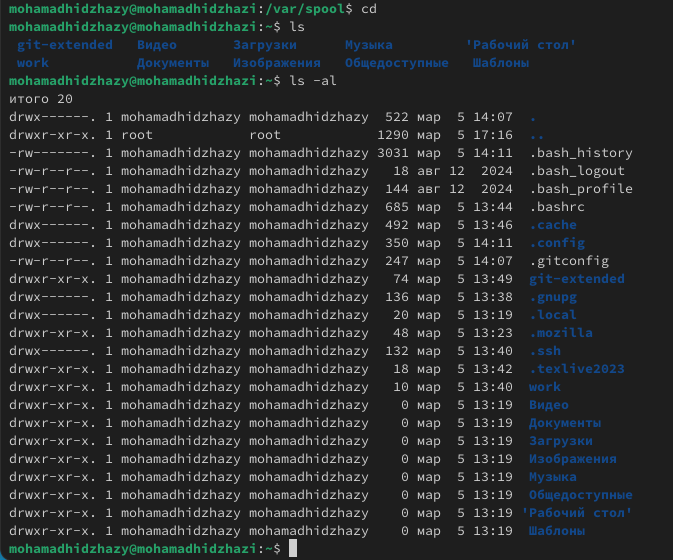 mohamadhidzhazy@mohamadhidzhazi:/var/spool$ cd
mohamadhidzhazy@mohamadhidzhazi:~$ ls
git-extended Видео Загрузки Музыка 'Рабочий стол'
work Документы Изображения Общедоступные Шаблоны
mohamadhidzhazy@mohamadhidzhazi:~$ ls -al
итого 20
drwx------. 1 mohamadhidzhazy mohamadhidzhazy 522 мар 5 14:07 .
drwxr-xr-x. 1 root root 1290 мар 5 17:16 ..
-rw-------. 1 mohamadhidzhazy mohamadhidzhazy 3031 мар 5 14:11 .bash_history
-rw-r--r--. 1 mohamadhidzhazy mohamadhidzhazy 18 авг 12 2024 .bash_logout
-rw-r--r--. 1 mohamadhidzhazy mohamadhidzhazy 144 авг 12 2024 .bash_profile
-rw-r--r--. 1 mohamadhidzhazy mohamadhidzhazy 685 мар 5 13:44 .bashrc
drwx------. 1 mohamadhidzhazy mohamadhidzhazy 492 мар 5 13:46 .cache
drwx------. 1 mohamadhidzhazy mohamadhidzhazy 350 мар 5 14:11 .config
-rw-r--r--. 1 mohamadhidzhazy mohamadhidzhazy 247 мар 5 14:07 .gitconfig
drwxr-xr-x. 1 mohamadhidzhazy mohamadhidzhazy 74 мар 5 13:49 git-extended
drwx------. 1 mohamadhidzhazy mohamadhidzhazy 136 мар 5 13:38 .gnupg
drwx------. 1 mohamadhidzhazy mohamadhidzhazy 20 мар 5 13:19 .local
drwxr-xr-x. 1 mohamadhidzhazy mohamadhidzhazy 48 мар 5 13:23 .mozilla
drwx------. 1 mohamadhidzhazy mohamadhidzhazy 132 мар 5 13:40 .ssh
drwxr-xr-x. 1 mohamadhidzhazy mohamadhidzhazy 18 мар 5 13:42 .texlive2023
drwxr-xr-x. 1 mohamadhidzhazy mohamadhidzhazy 10 мар 5 13:40 work
drwxr-xr-x. 1 mohamadhidzhazy mohamadhidzhazy 0 мар 5 13:19 Видео
drwxr-xr-x. 1 mohamadhidzhazy mohamadhidzhazy 0 мар 5 13:19 Документы
drwxr-xr-x. 1 mohamadhidzhazy mohamadhidzhazy 0 мар 5 13:19 Загрузки
drwxr-xr-x. 1 mohamadhidzhazy mohamadhidzhazy 0 мар 5 13:19 Изображения
drwxr-xr-x. 1 mohamadhidzhazy mohamadhidzhazy 0 мар 5 13:19 Музыка
drwxr-xr-x. 1 mohamadhidzhazy mohamadhidzhazy 0 мар 5 13:19 Общедоступные
drwxr-xr-x. 1 mohamadhidzhazy mohamadhidzhazy 0 мар 5 13:19 'Рабочий стол'
drwxr-xr-x. 1 mohamadhidzhazy mohamadhidzhazy 0 мар 5 13:19 Шаблоны
mohamadhidzhazy@mohamadhidzhazi:~$